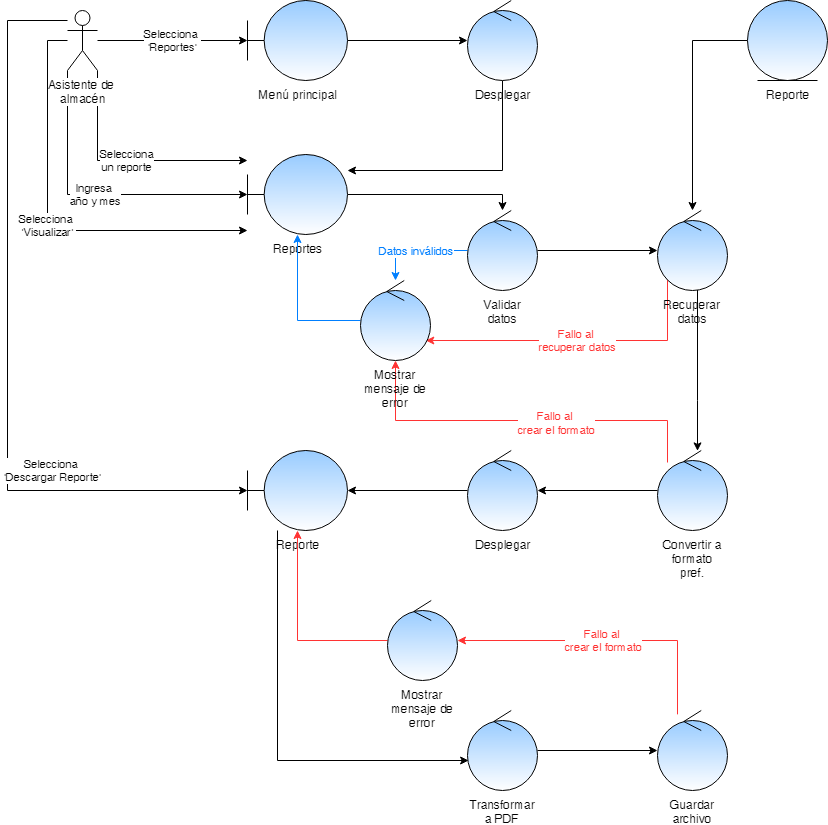 Selecciona
'Reportes'
Asistente de
almacén
Menú principal
Desplegar
Reporte
Selecciona
un reporte
Ingresa
año y mes
Selecciona
'Visualizar'
Reportes
Datos inválidos
Validar
datos
Recuperar
datos
Fallo al
recuperar datos
Mostrar
mensaje de
error
Fallo al
crear el formato
Selecciona
'Descargar Reporte'
Reporte
Desplegar
Convertir a
formato
pref.
Fallo al
crear el formato
Mostrar
mensaje de
error
Transformar
a PDF
Guardar
archivo